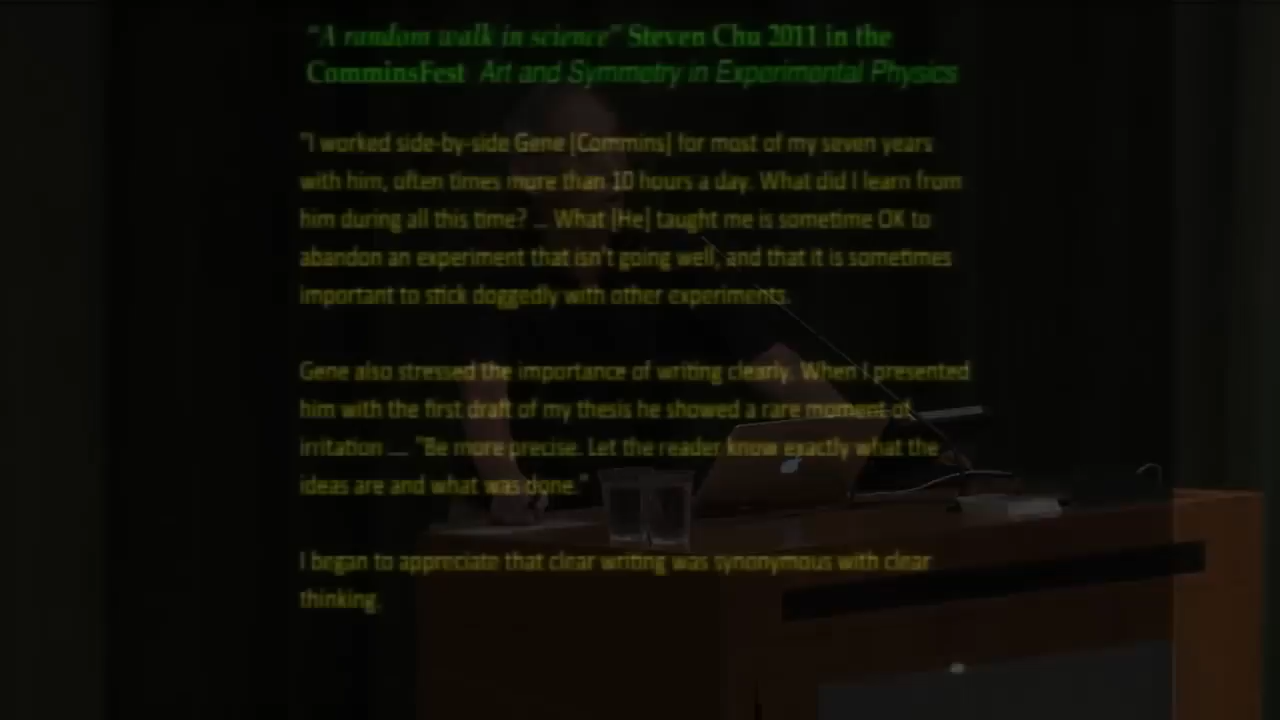 "A random walk in science" Steven Chu 2011 in the
ComminsFest Art and Symmetry in Experimental Physics
"I worked side-by-side Gene [Commins] for most of my seven years
with him, often times more than 10 hours a day. What did I learn from
him during all this time? ... What [He] taught me is sometime OK to
abandon an experiment that isn't going well, and that it is sometimes
important to stick doggedly with other experiments.
Gene also stressed the importance of writing clearly. When I presented
him with the first draft of my thesis he showed a rare moment of
irritation .... "Be more precise. Let the reader know exactly what the
ideas are and what was done."
I began to appreciate that clear writing was synonymous with clear
thinking.